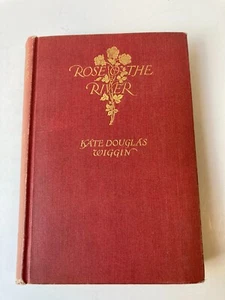 ROSE O' THE
RIVER
KATE DOUGLAS
WIGGIN